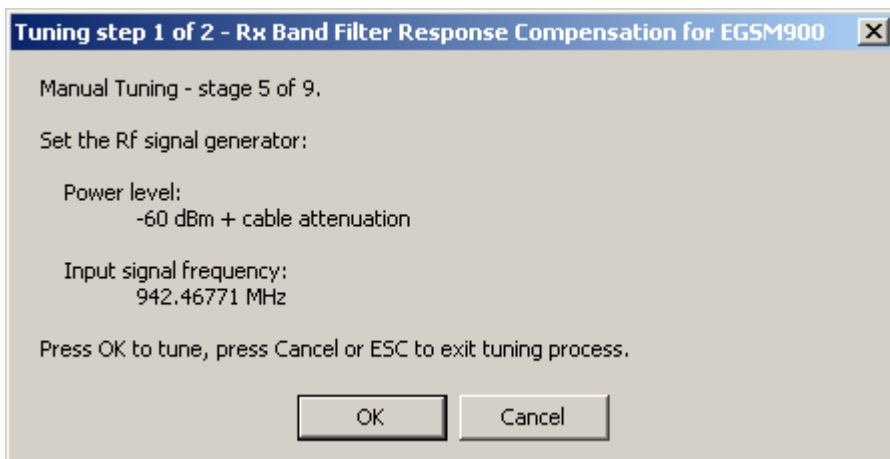 Tuning step 1 of 2 - Rx Band Filter Response Compensation for EGSM900
Manual Tuning - stage 5 of 9.
Set the Rf signal generator:
Power level:
-60 dBm + cable attenuation
Input signal frequency:
942.46771 MHz
Press OK to tune, press Cancel or ESC to exit tuning process.
OK
Cancel